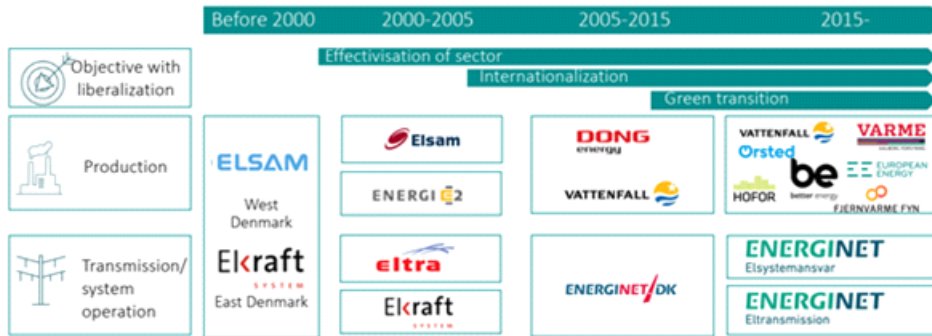 Before 2000
2000-2005
2005-2015
2015-
Effectivisation of sector
Internationalization
Green transition
Objective with
liberalization
Production
Transmission/
system
operation
ELSAM
West
Denmark
Elkraft
SYSTEM
East Denmark
Elsam
ENERGI E2
eltra
Elkraft
SYSTEM
DONG
energy
VATTENFALL
ENERGINET/DK
VATTENFALL
VARME
Ørsted
be
better energy
EUROPEAN
ENERGY
HOFOR
FJERNVARME FYN
ENERGINET
Elsystemansvar
ENERGINET
Eltransmission